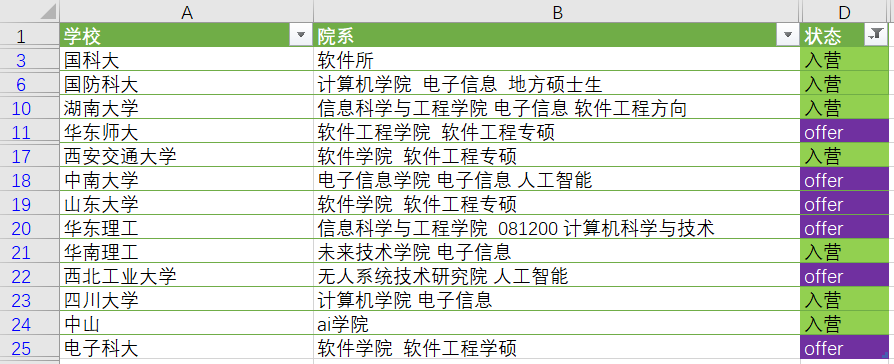 A B D
1 学校 院系 状态
3 国科大 软件所 入营
6 国防科大 计算机学院 电子信息 地方硕士生 入营
10 湖南大学 信息科学与工程学院 电子信息 软件工程方向 入营
11 华东师大 软件工程学院 软件工程专硕 offer
17 西安交通大学 软件学院 软件工程专硕 入营
18 中南大学 电子信息学院 电子信息 人工智能 offer
19 山东大学 软件学院 软件工程专硕 offer
20 华东理工 信息科学与工程学院 081200 计算机科学与技术 offer
21 华南理工 未来技术学院 电子信息 入营
22 西北工业大学 无人系统技术研究院 人工智能 offer
23 四川大学 计算机学院 电子信息 入营
24 中山 ai学院 入营
25 电子科大 软件学院 软件工程学硕 offer